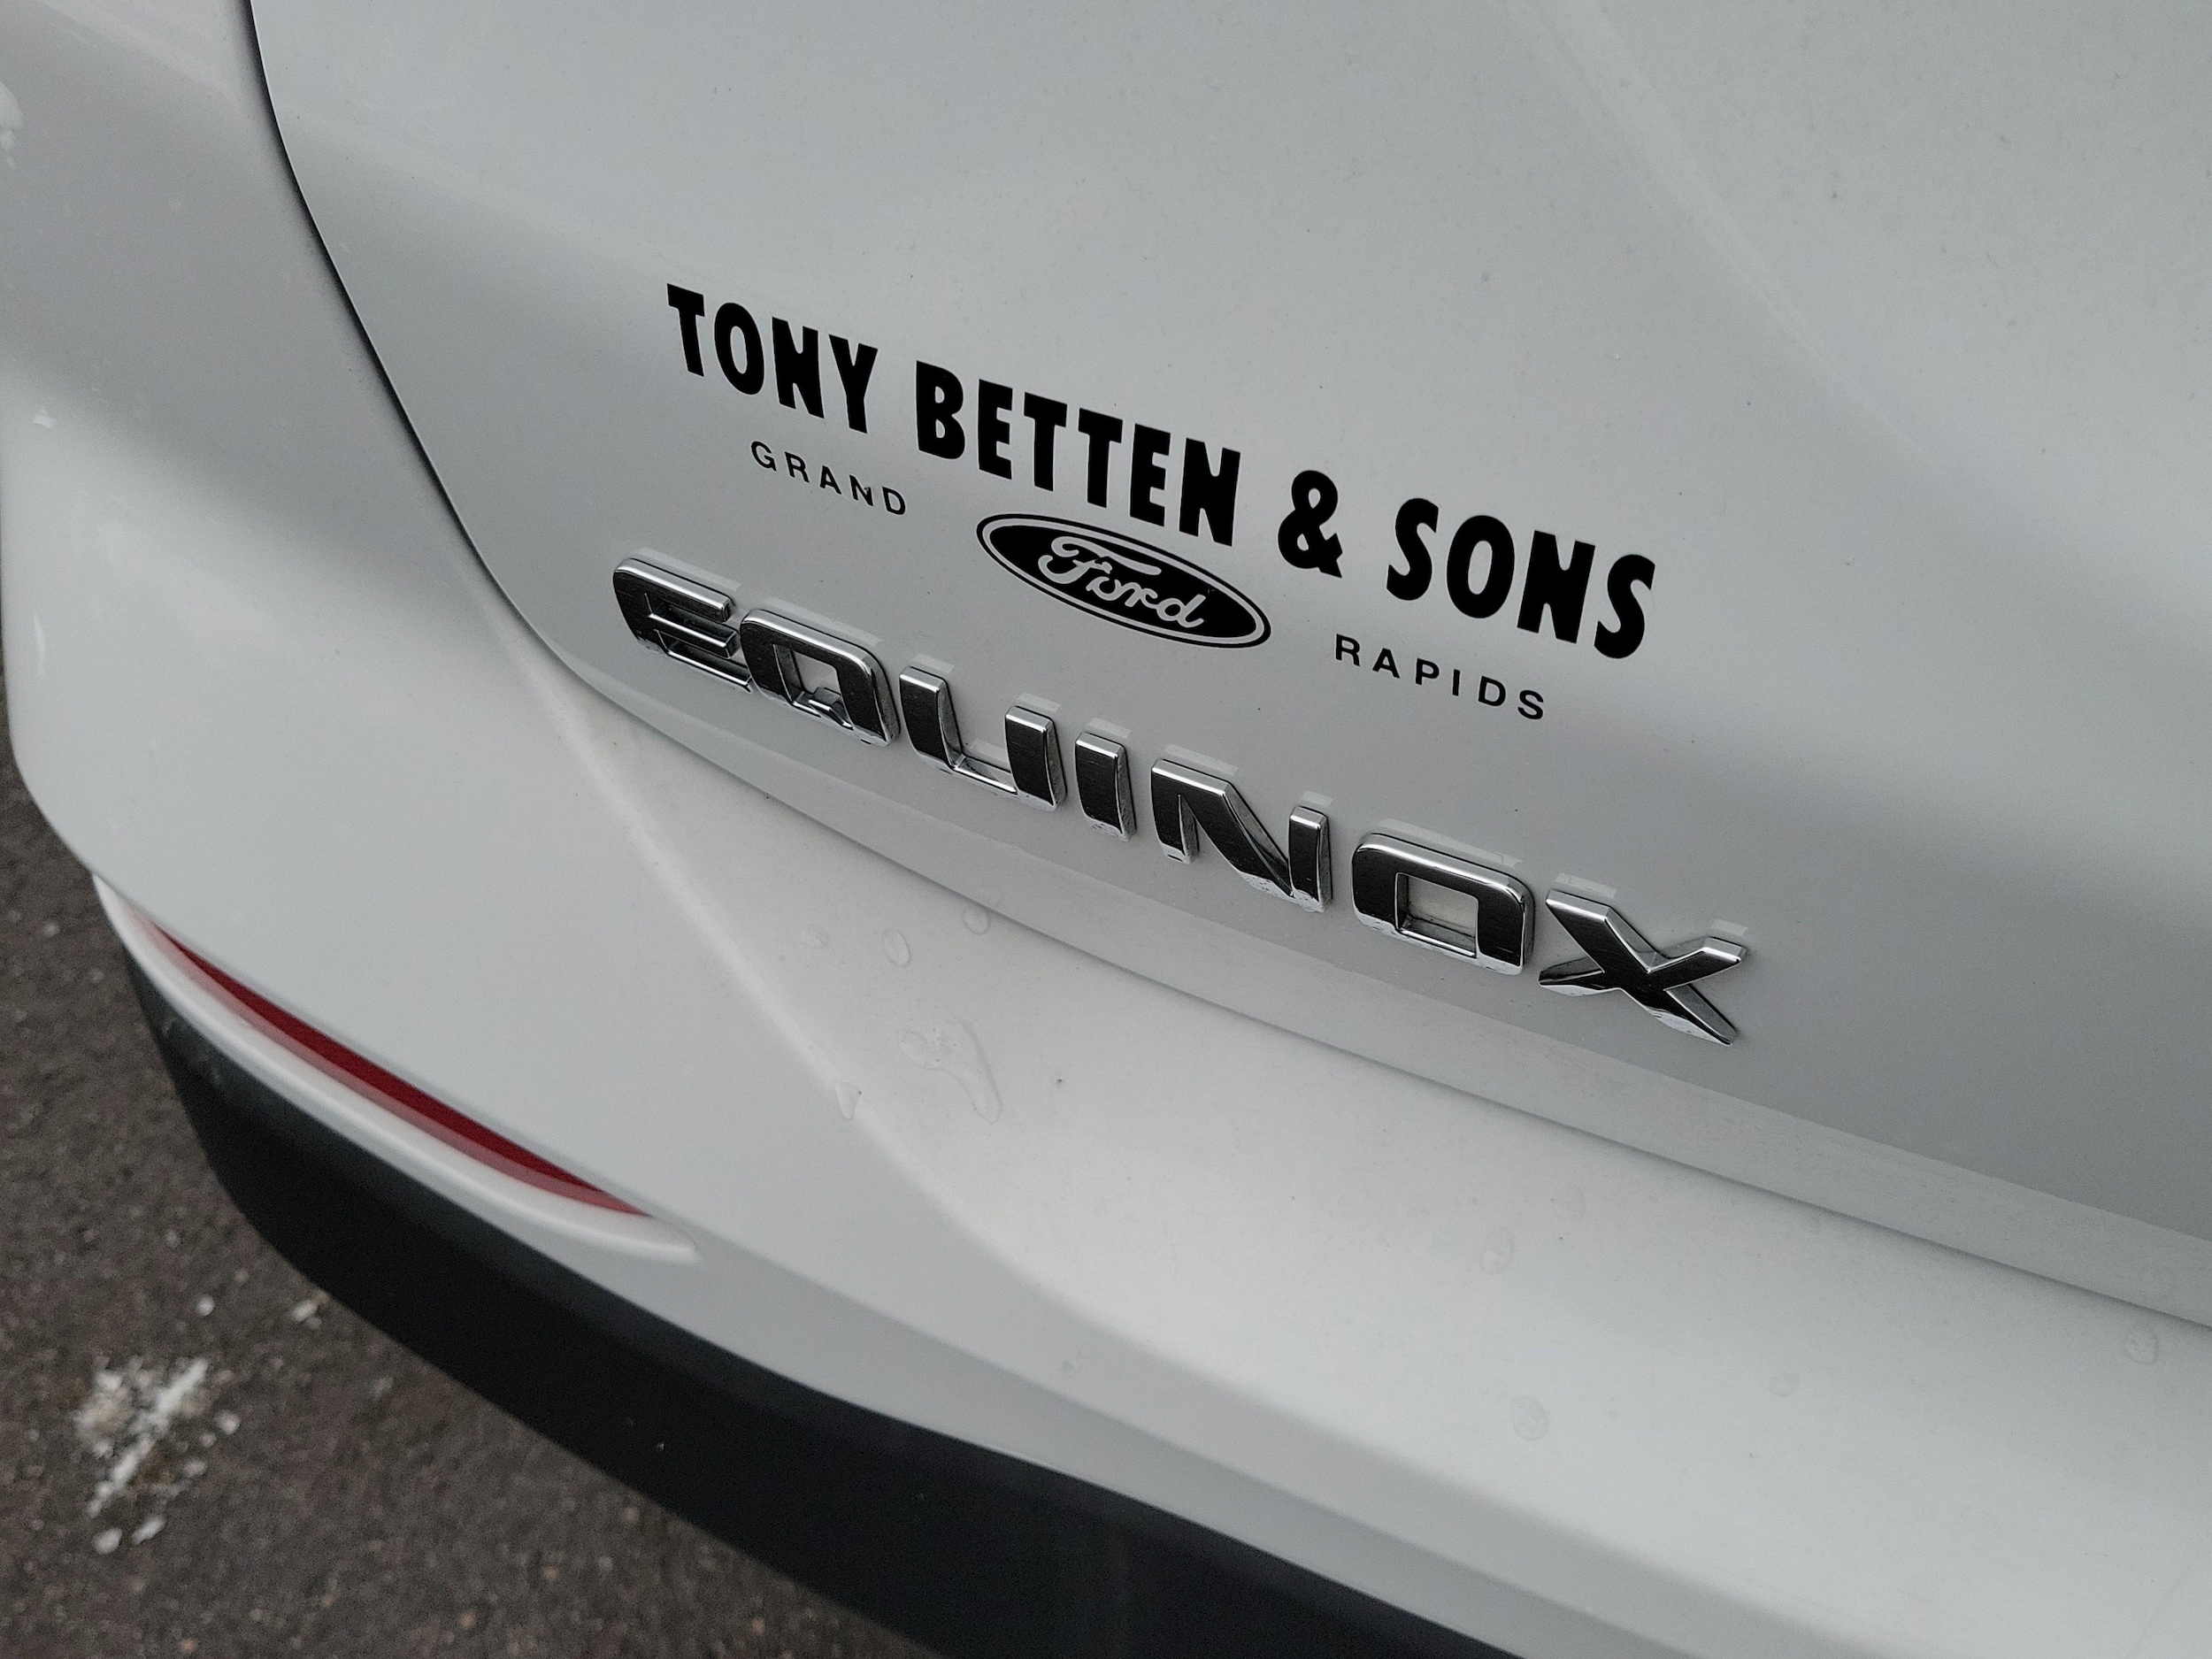 TONY BETTEN & SONS
GRAND Ford RAPIDS
EQUINOX